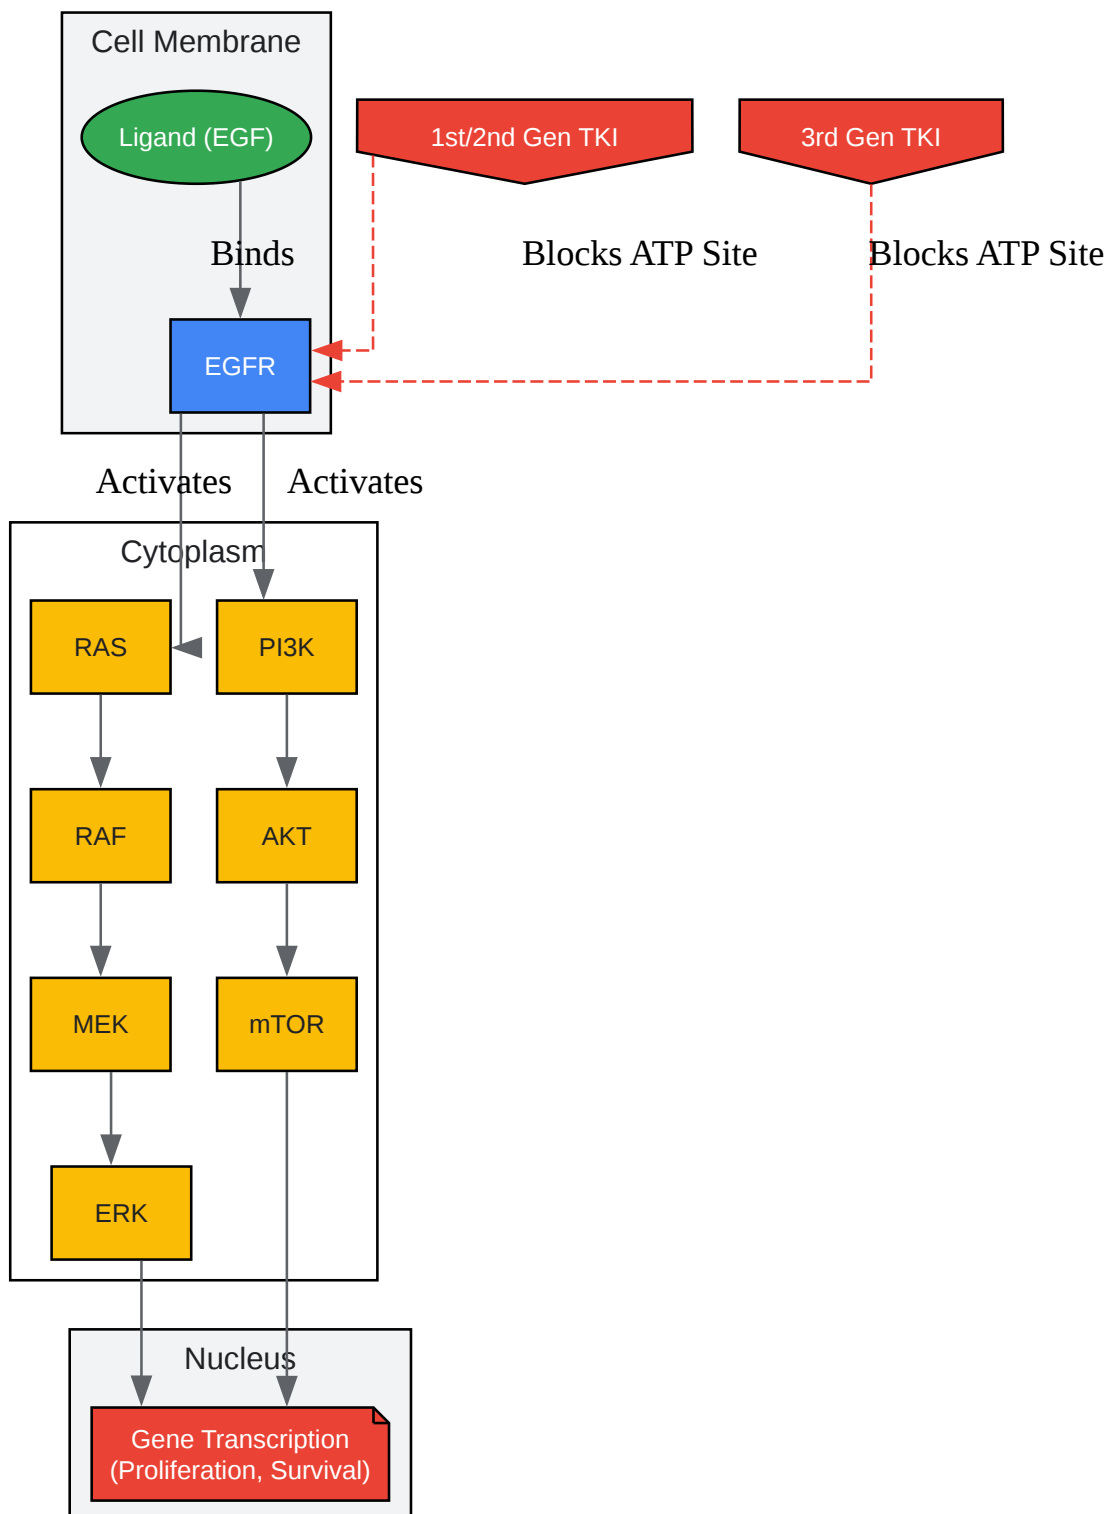 Cell Membrane
Ligand (EGF)
1st/2nd Gen TKI
3rd Gen TKI
Binds
Blocks ATP Site
Blocks ATP Site
EGFR
Activates
Activates
Cytoplasm
RAS
PI3K
RAF
AKT
MEK
mTOR
ERK
Nucleus
Gene Transcription
(Proliferation, Survival)